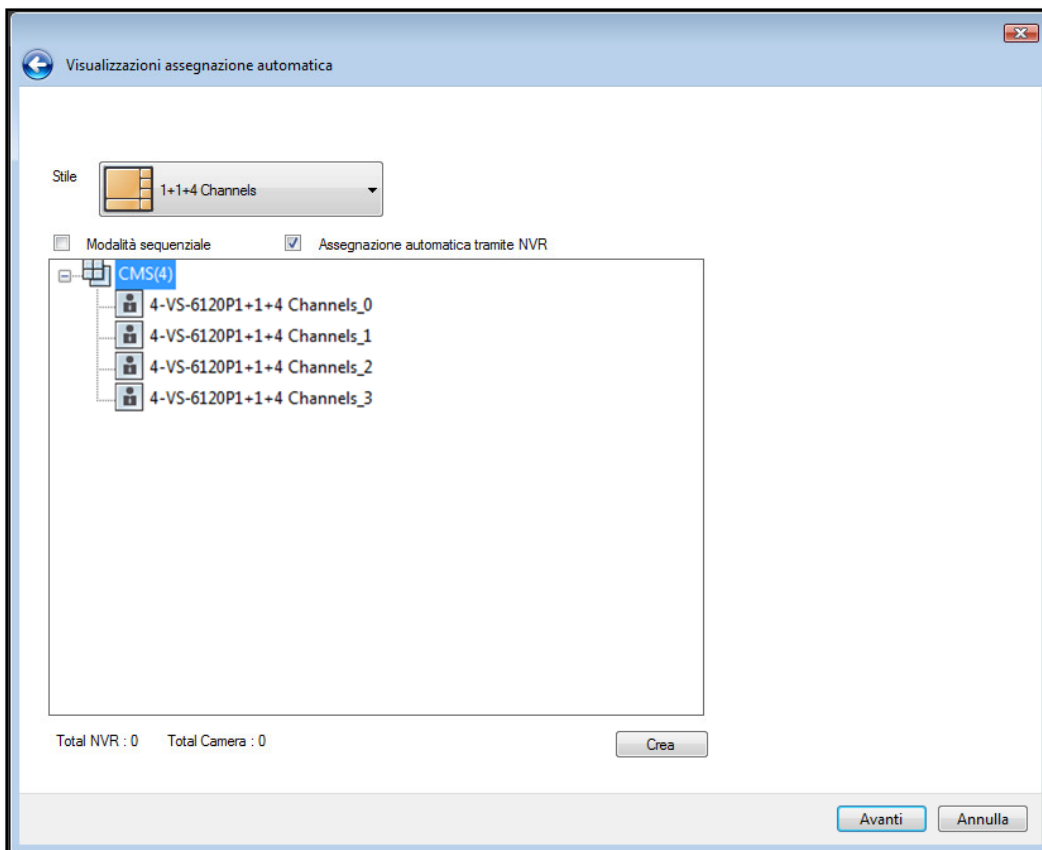 Visualizzazioni assegnazione automatica
Stile
1+1+4 Channels
Modalità sequenziale Assegnazione automatica tramite NVR
CMS(4)
4-VS-6120P1+1+4 Channels_0
4-VS-6120P1+1+4 Channels_1
4-VS-6120P1+1+4 Channels_2
4-VS-6120P1+1+4 Channels_3
Total NVR : 0 Total Camera : 0
Crea
Avanti Annulla